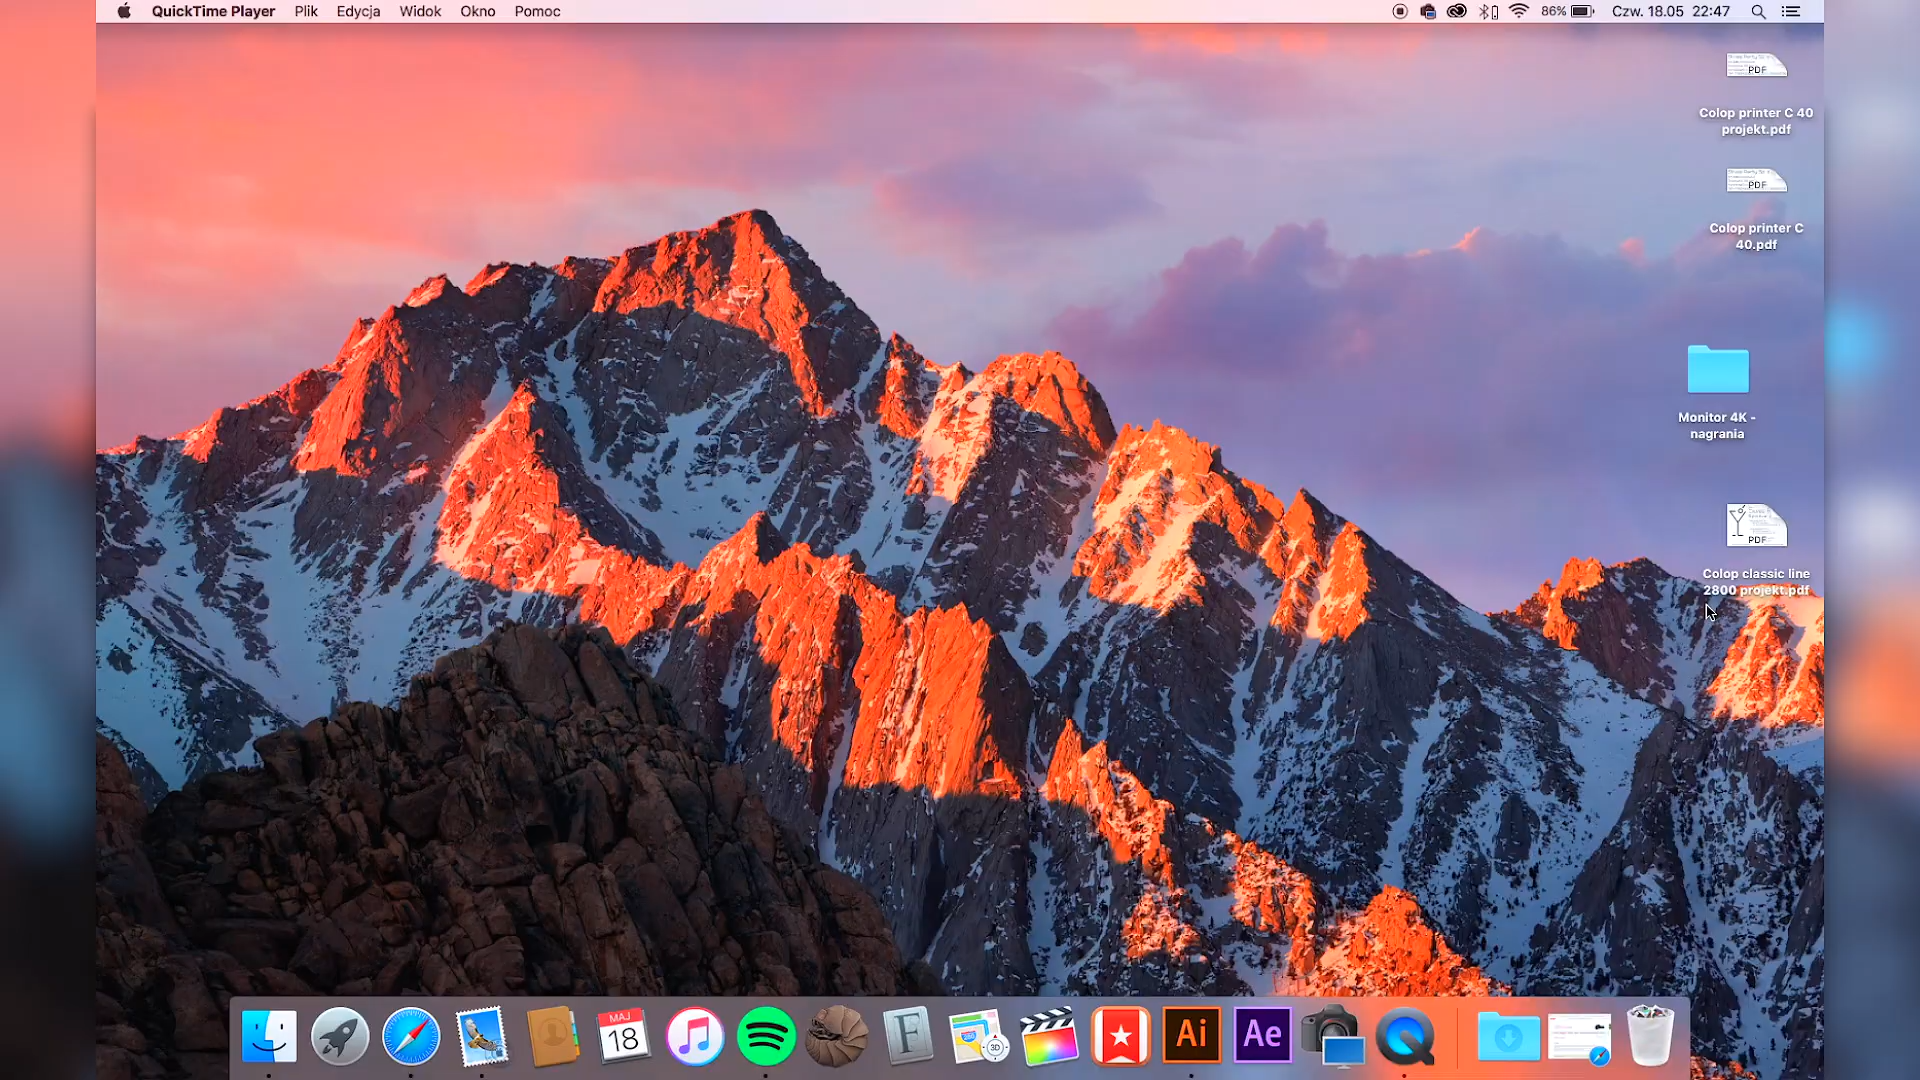 QuickTime Player Plik Edycja Widok Okno Pomoc 86% Czw. 18.05 22:47
PDF
Colop printer C 40
projekt.pdf
PDF
Colop printer C
40.pdf
Monitor 4K -
nagrania
PDF
Colop classic line
2800 projekt.pdf
MAJ
18
F
3D
Ai
Ae